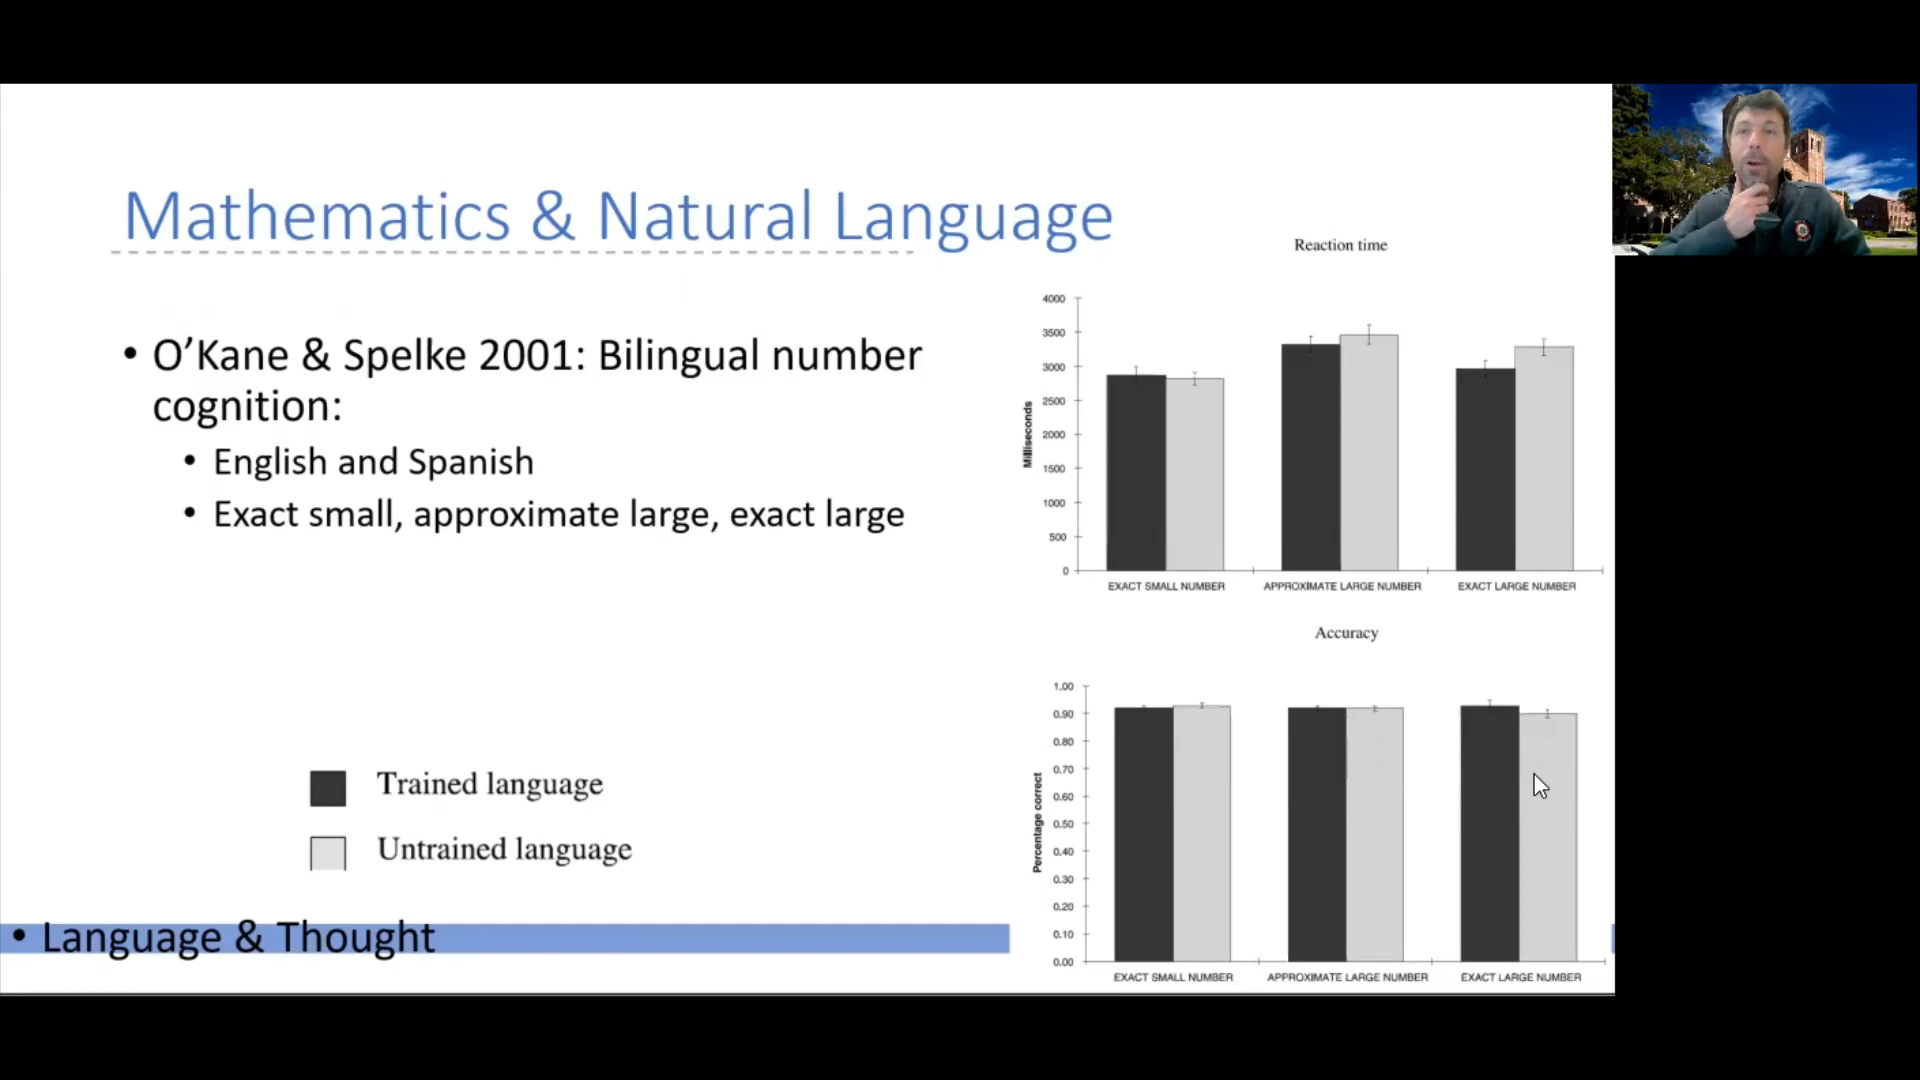 Mathematics & Natural Language
• O’Kane & Spelke 2001: Bilingual number
cognition:
• English and Spanish
• Exact small, approximate large, exact large
Trained language
Untrained language
• Language & Thought
Reaction time
Milliseconds
4000
3500
3000
2500
2000
1500
1000
500
0
EXACT SMALL NUMBER APPROXIMATE LARGE NUMBER EXACT LARGE NUMBER
Accuracy
Percentage correct
1.00
0.90
0.80
0.70
0.60
0.50
0.40
0.30
0.20
0.10
0.00
EXACT SMALL NUMBER APPROXIMATE LARGE NUMBER EXACT LARGE NUMBER